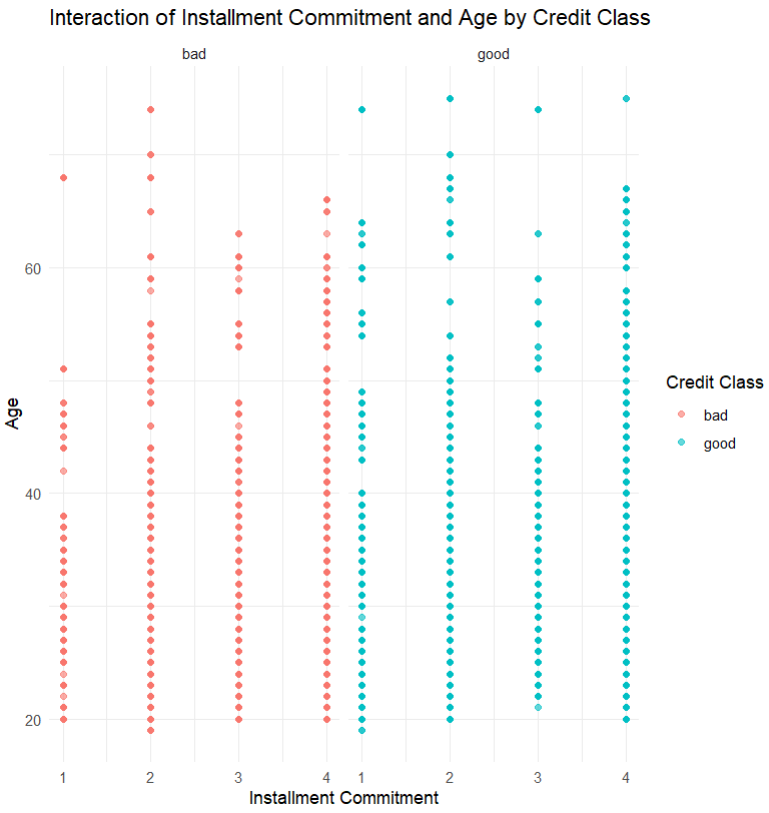 Interaction of Installment Commitment and Age by Credit Class
bad good
60
40
20
Age
1 2 3 4 1 2 3 4
Installment Commitment
Credit Class
bad
good